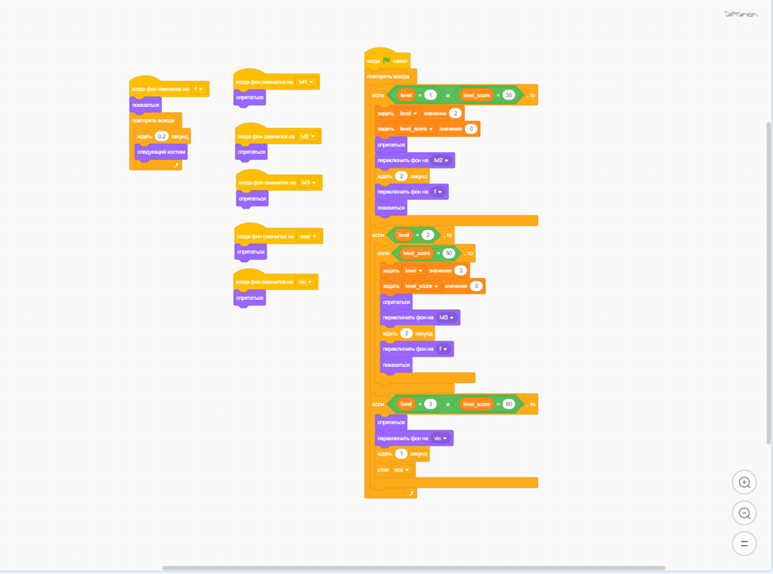 когда фон сменится на f
показаться
повторять всегда
ждать 0.2 секунд
следующий костюм
когда фон сменится на lvl1
спрятаться
когда фон сменится на lvl2
спрятаться
когда фон сменится на lvl3
спрятаться
когда фон сменится на over
спрятаться
когда фон сменится на vic
спрятаться
когда нажат
повторять всегда
если level = 1 и level_score = 35 , то
задать level значение 2
задать level_score значение 0
спрятаться
переключить фон на lvl2
ждать 2 секунд
переключить фон на f
показаться
если level = 2 , то
если level_score = 50 , то
задать level значение 3
задать level_score значение 0
спрятаться
переключить фон на lvl3
ждать 2 секунд
переключить фон на f
показаться
если level = 3 и level_score = 60 , то
спрятаться
переключить фон на vic
ждать 1 секунд
стоп все